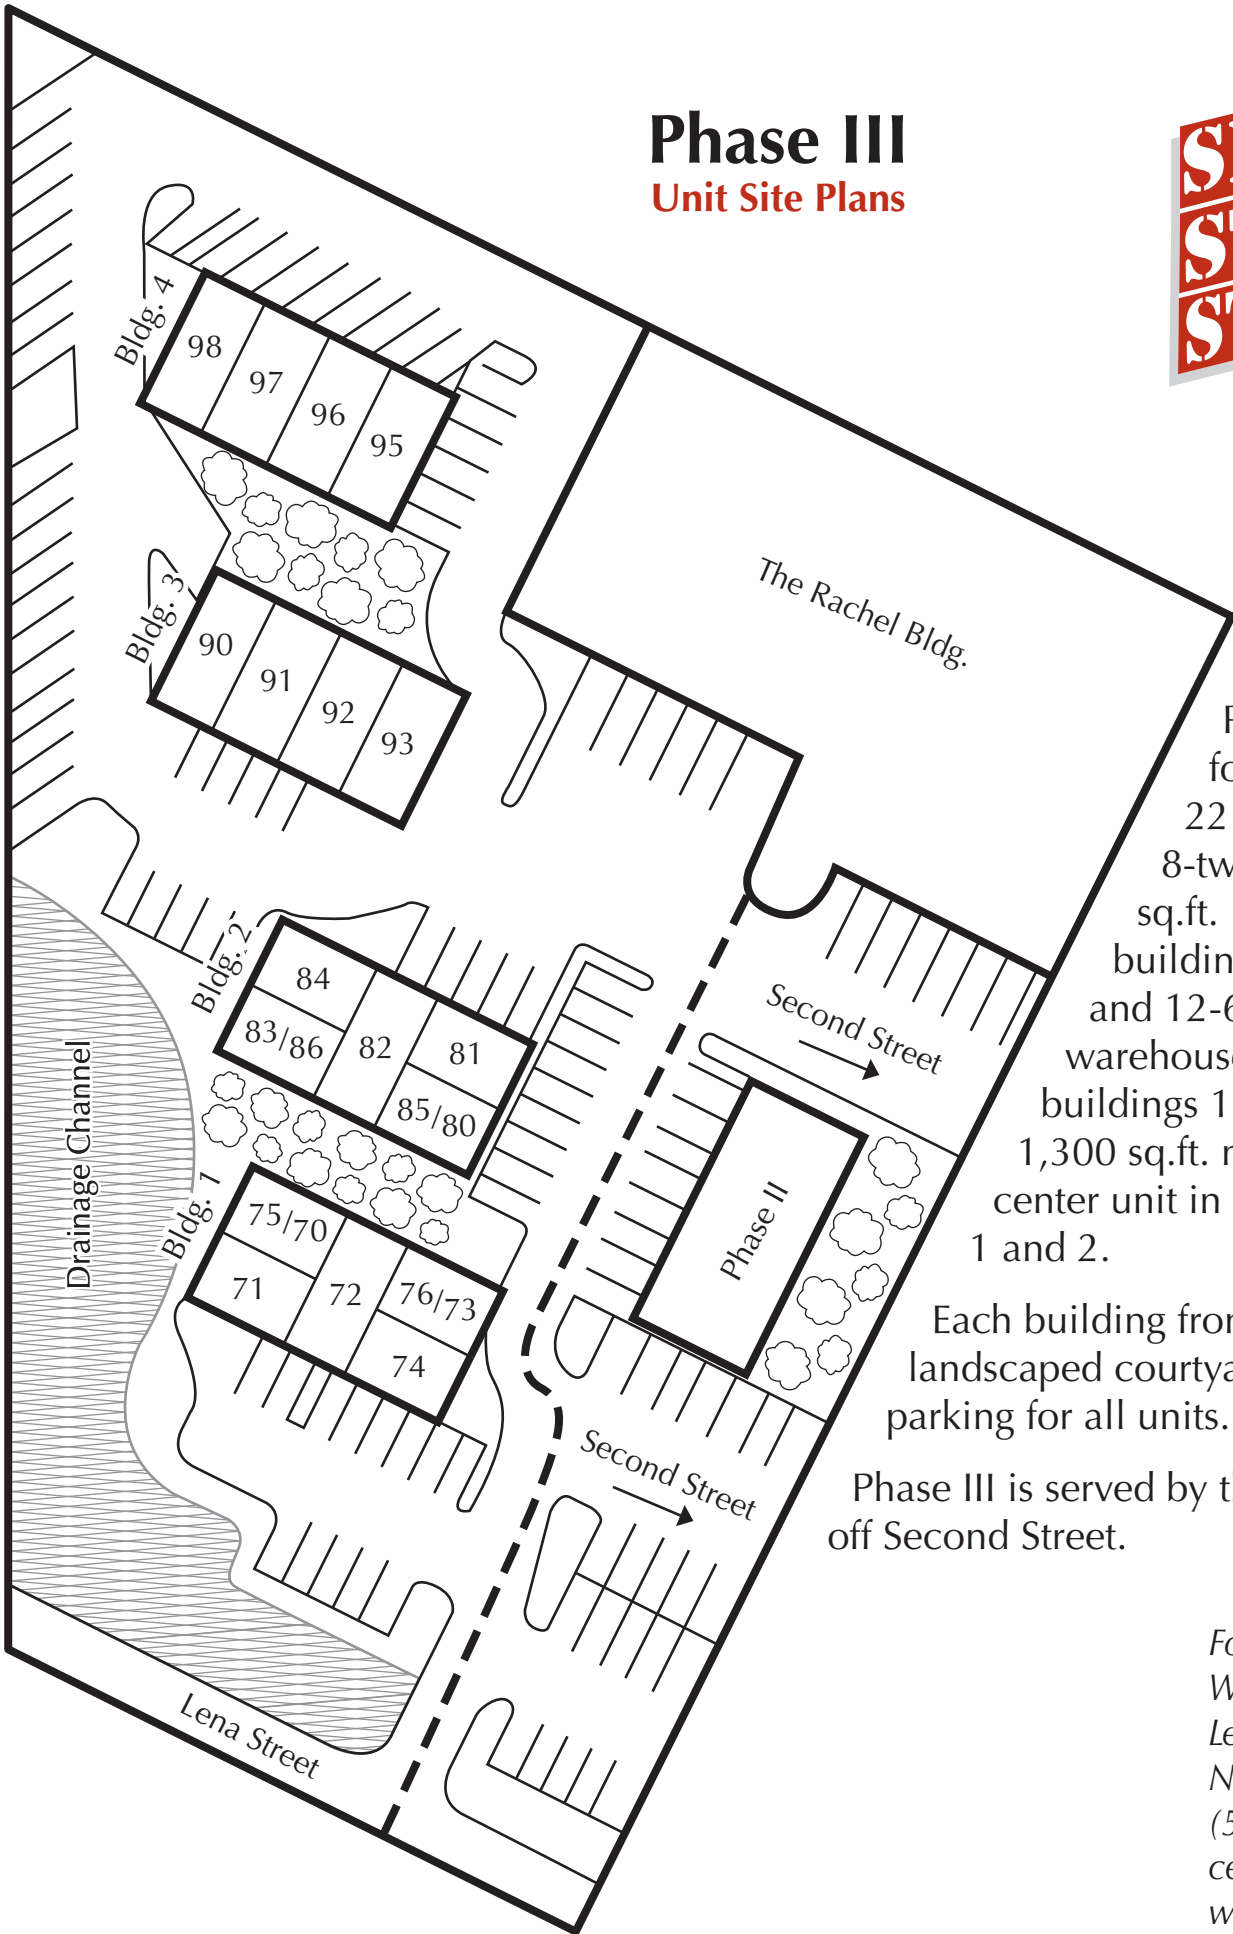 Phase III
Unit Site Plans
Bldg. 4
98
97
96
95
The Rachel Bldg.
Bldg. 3
90
91
92
93
22
8-tw
sq.ft.
buildin
and 12-6
warehouse
buildings 1
1,300 sq.ft.
center unit in
1 and 2.
Each building
landscaped
parking for all units.
Phase III is served by
off Second Street.
Bldg. 2
84
83/86
82
81
85/80
Second Street
Drainage Channel
Bldg. 1
75/70
71
72
76/73
74
Phase II
Second Street
Lena Street